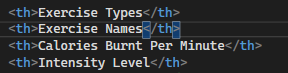 <th>Exercise Types</th>
<th>Exercise Names</th>
<th>Calories Burnt Per Minute</th>
<th>Intensity Level</th>